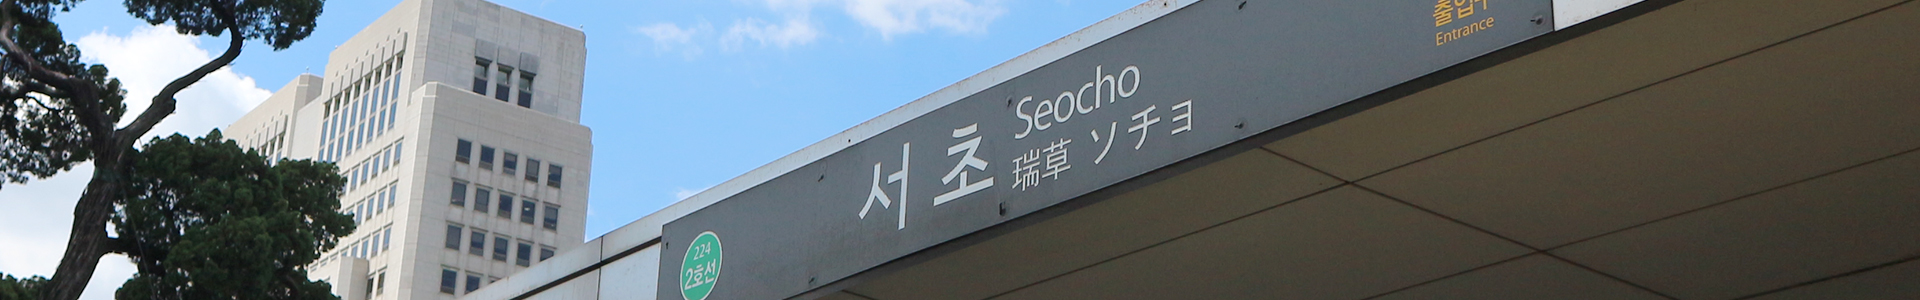 서초
Seocho
瑞草 ソチョ
출입구
Entrance
224
2호선